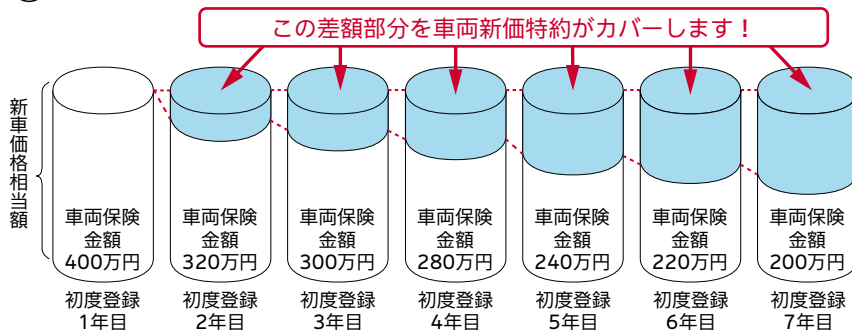 この差額部分を車両新価特約がカバーします！
新車価格相当額
車両保険
金額
400万円
車両保険
金額
320万円
車両保険
金額
300万円
車両保険
金額
280万円
車両保険
金額
240万円
車両保険
金額
220万円
車両保険
金額
200万円
初度登録
1年目
初度登録
2年目
初度登録
3年目
初度登録
4年目
初度登録
5年目
初度登録
6年目
初度登録
7年目